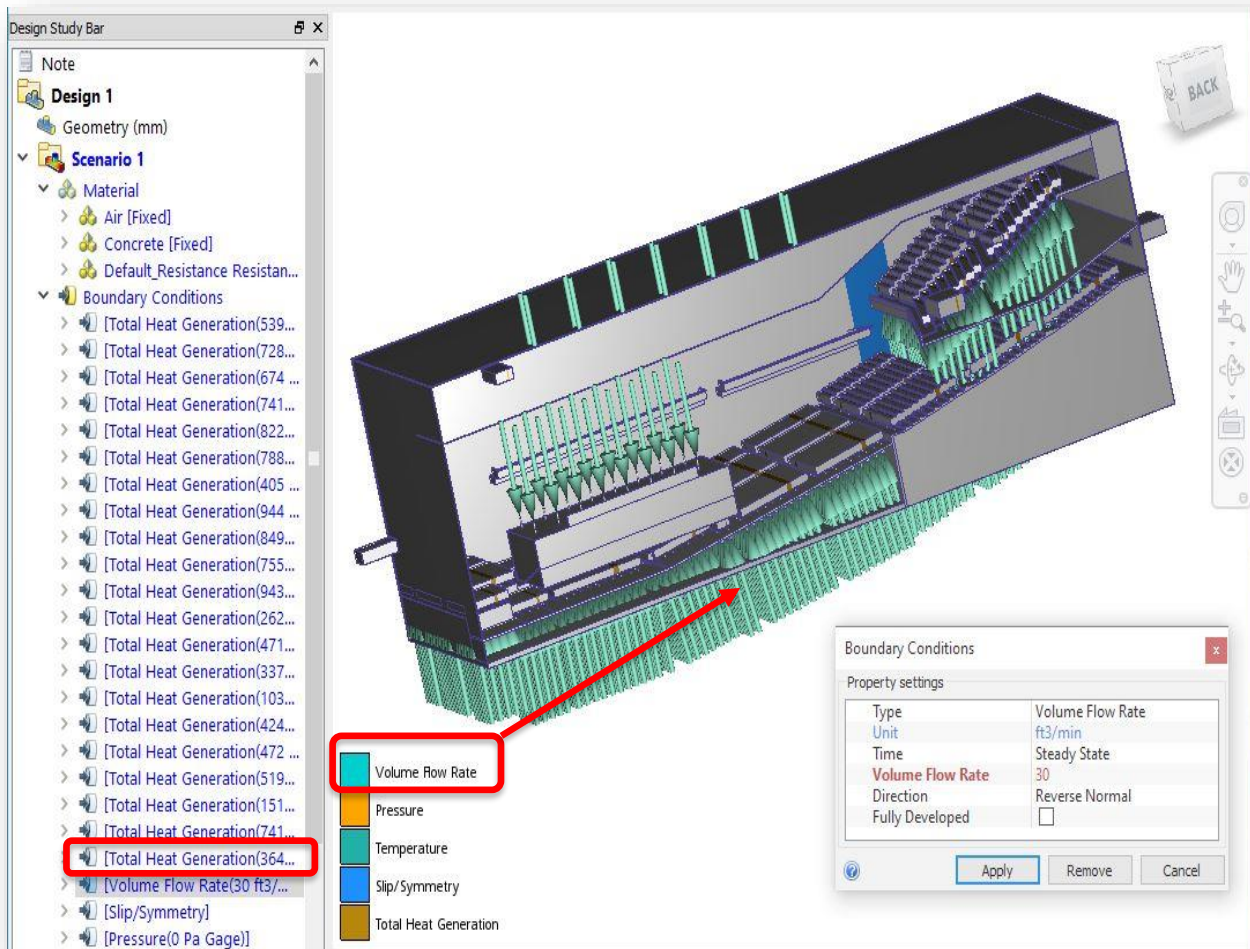 Design Study Bar
Note
Design 1
Geometry (mm)
Scenario 1
Material
Air [Fixed]
Concrete [Fixed]
Default_Resistance Resistan...
Boundary Conditions
[Total Heat Generation(539...
[Total Heat Generation(728...
[Total Heat Generation(674 ...
[Total Heat Generation(741...
[Total Heat Generation(822...
[Total Heat Generation(788...
[Total Heat Generation(405 ...
[Total Heat Generation(944 ...
[Total Heat Generation(849...
[Total Heat Generation(755...
[Total Heat Generation(943...
[Total Heat Generation(262...
[Total Heat Generation(471...
[Total Heat Generation(337...
[Total Heat Generation(103...
[Total Heat Generation(424...
[Total Heat Generation(472 ...
[Total Heat Generation(519...
[Total Heat Generation(151...
[Total Heat Generation(741...
[Total Heat Generation(364...
[Volume Flow Rate(30 ft3/...
[Slip/Symmetry]
[Pressure(0 Pa Gage)]
BACK
Volume Flow Rate
Pressure
Temperature
Slip/Symmetry
Total Heat Generation
Boundary Conditions
Property settings
Type Volume Flow Rate
Unit ft3/min
Time Steady State
Volume Flow Rate 30
Direction Reverse Normal
Fully Developed
Apply Remove Cancel